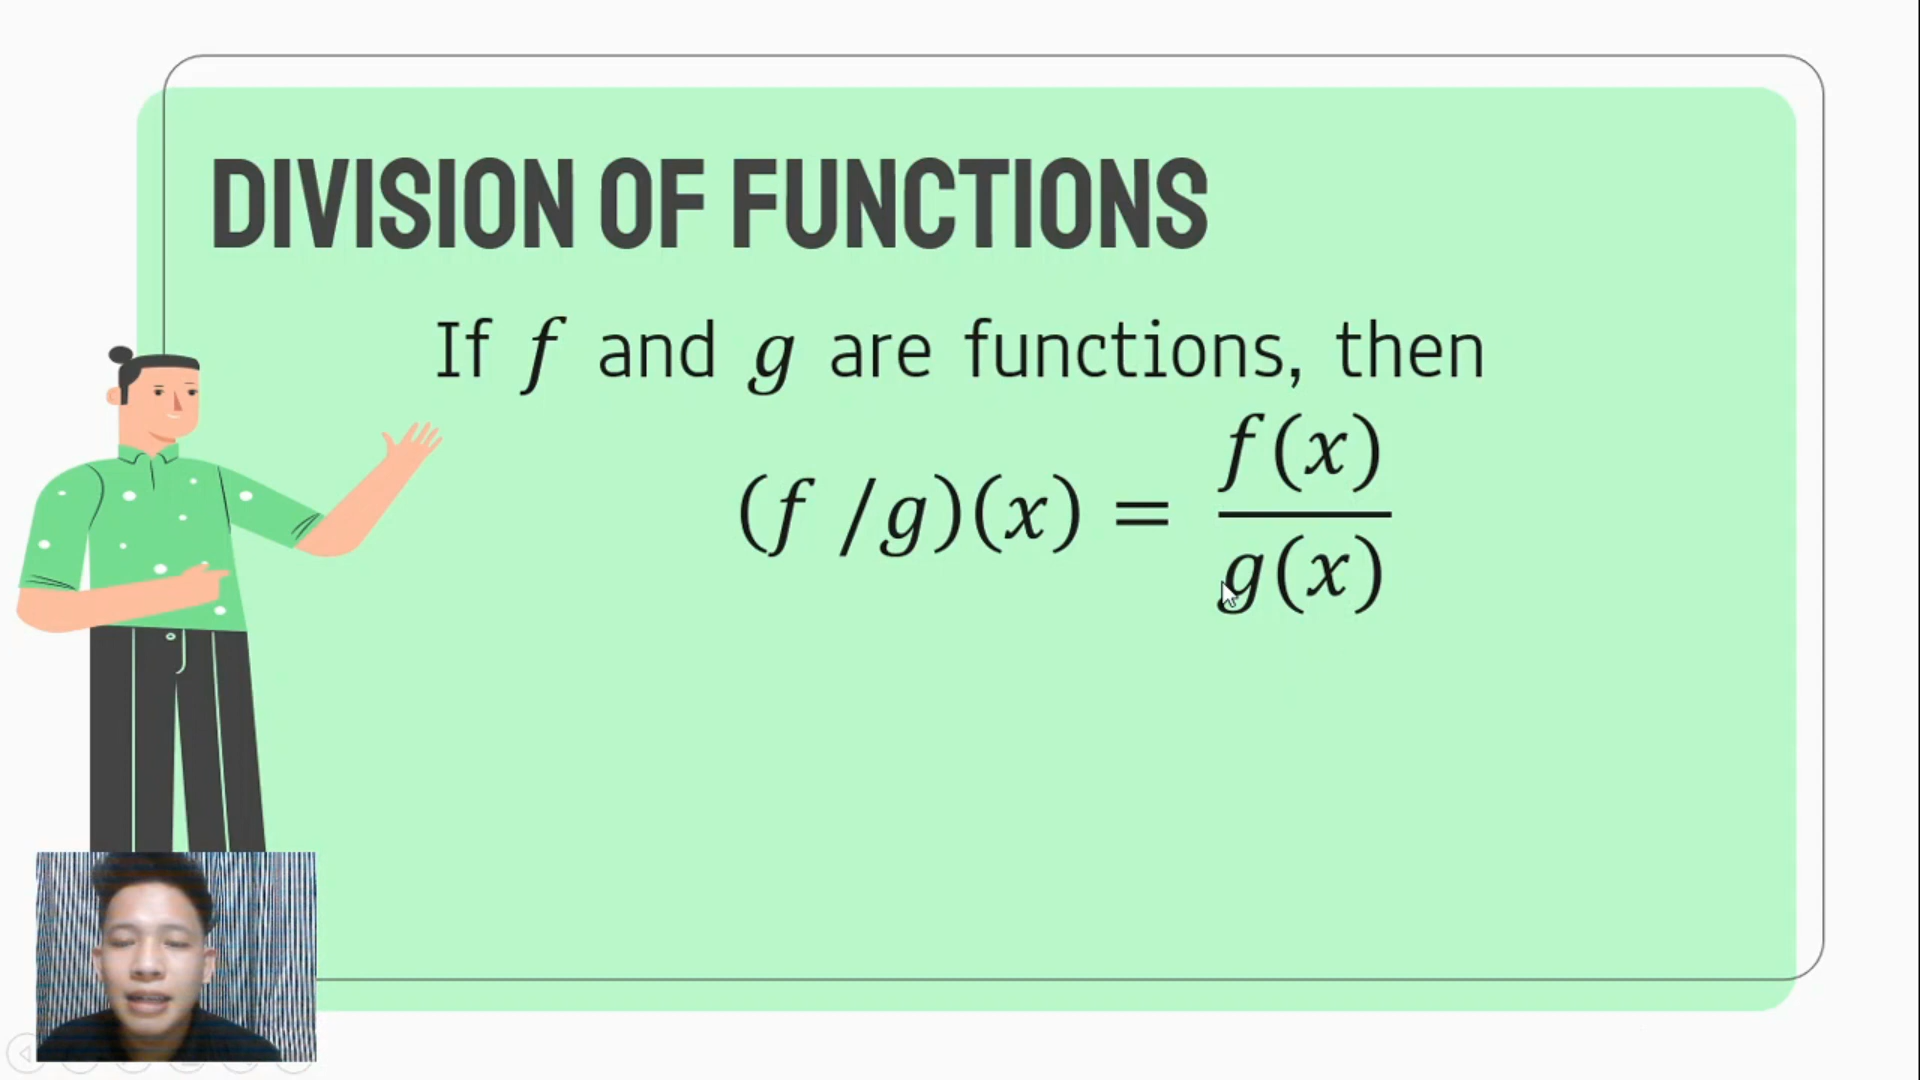 DIVISION OF FUNCTIONS
If f and g are functions, then
(f /g)(x) = f(x)
g(x)